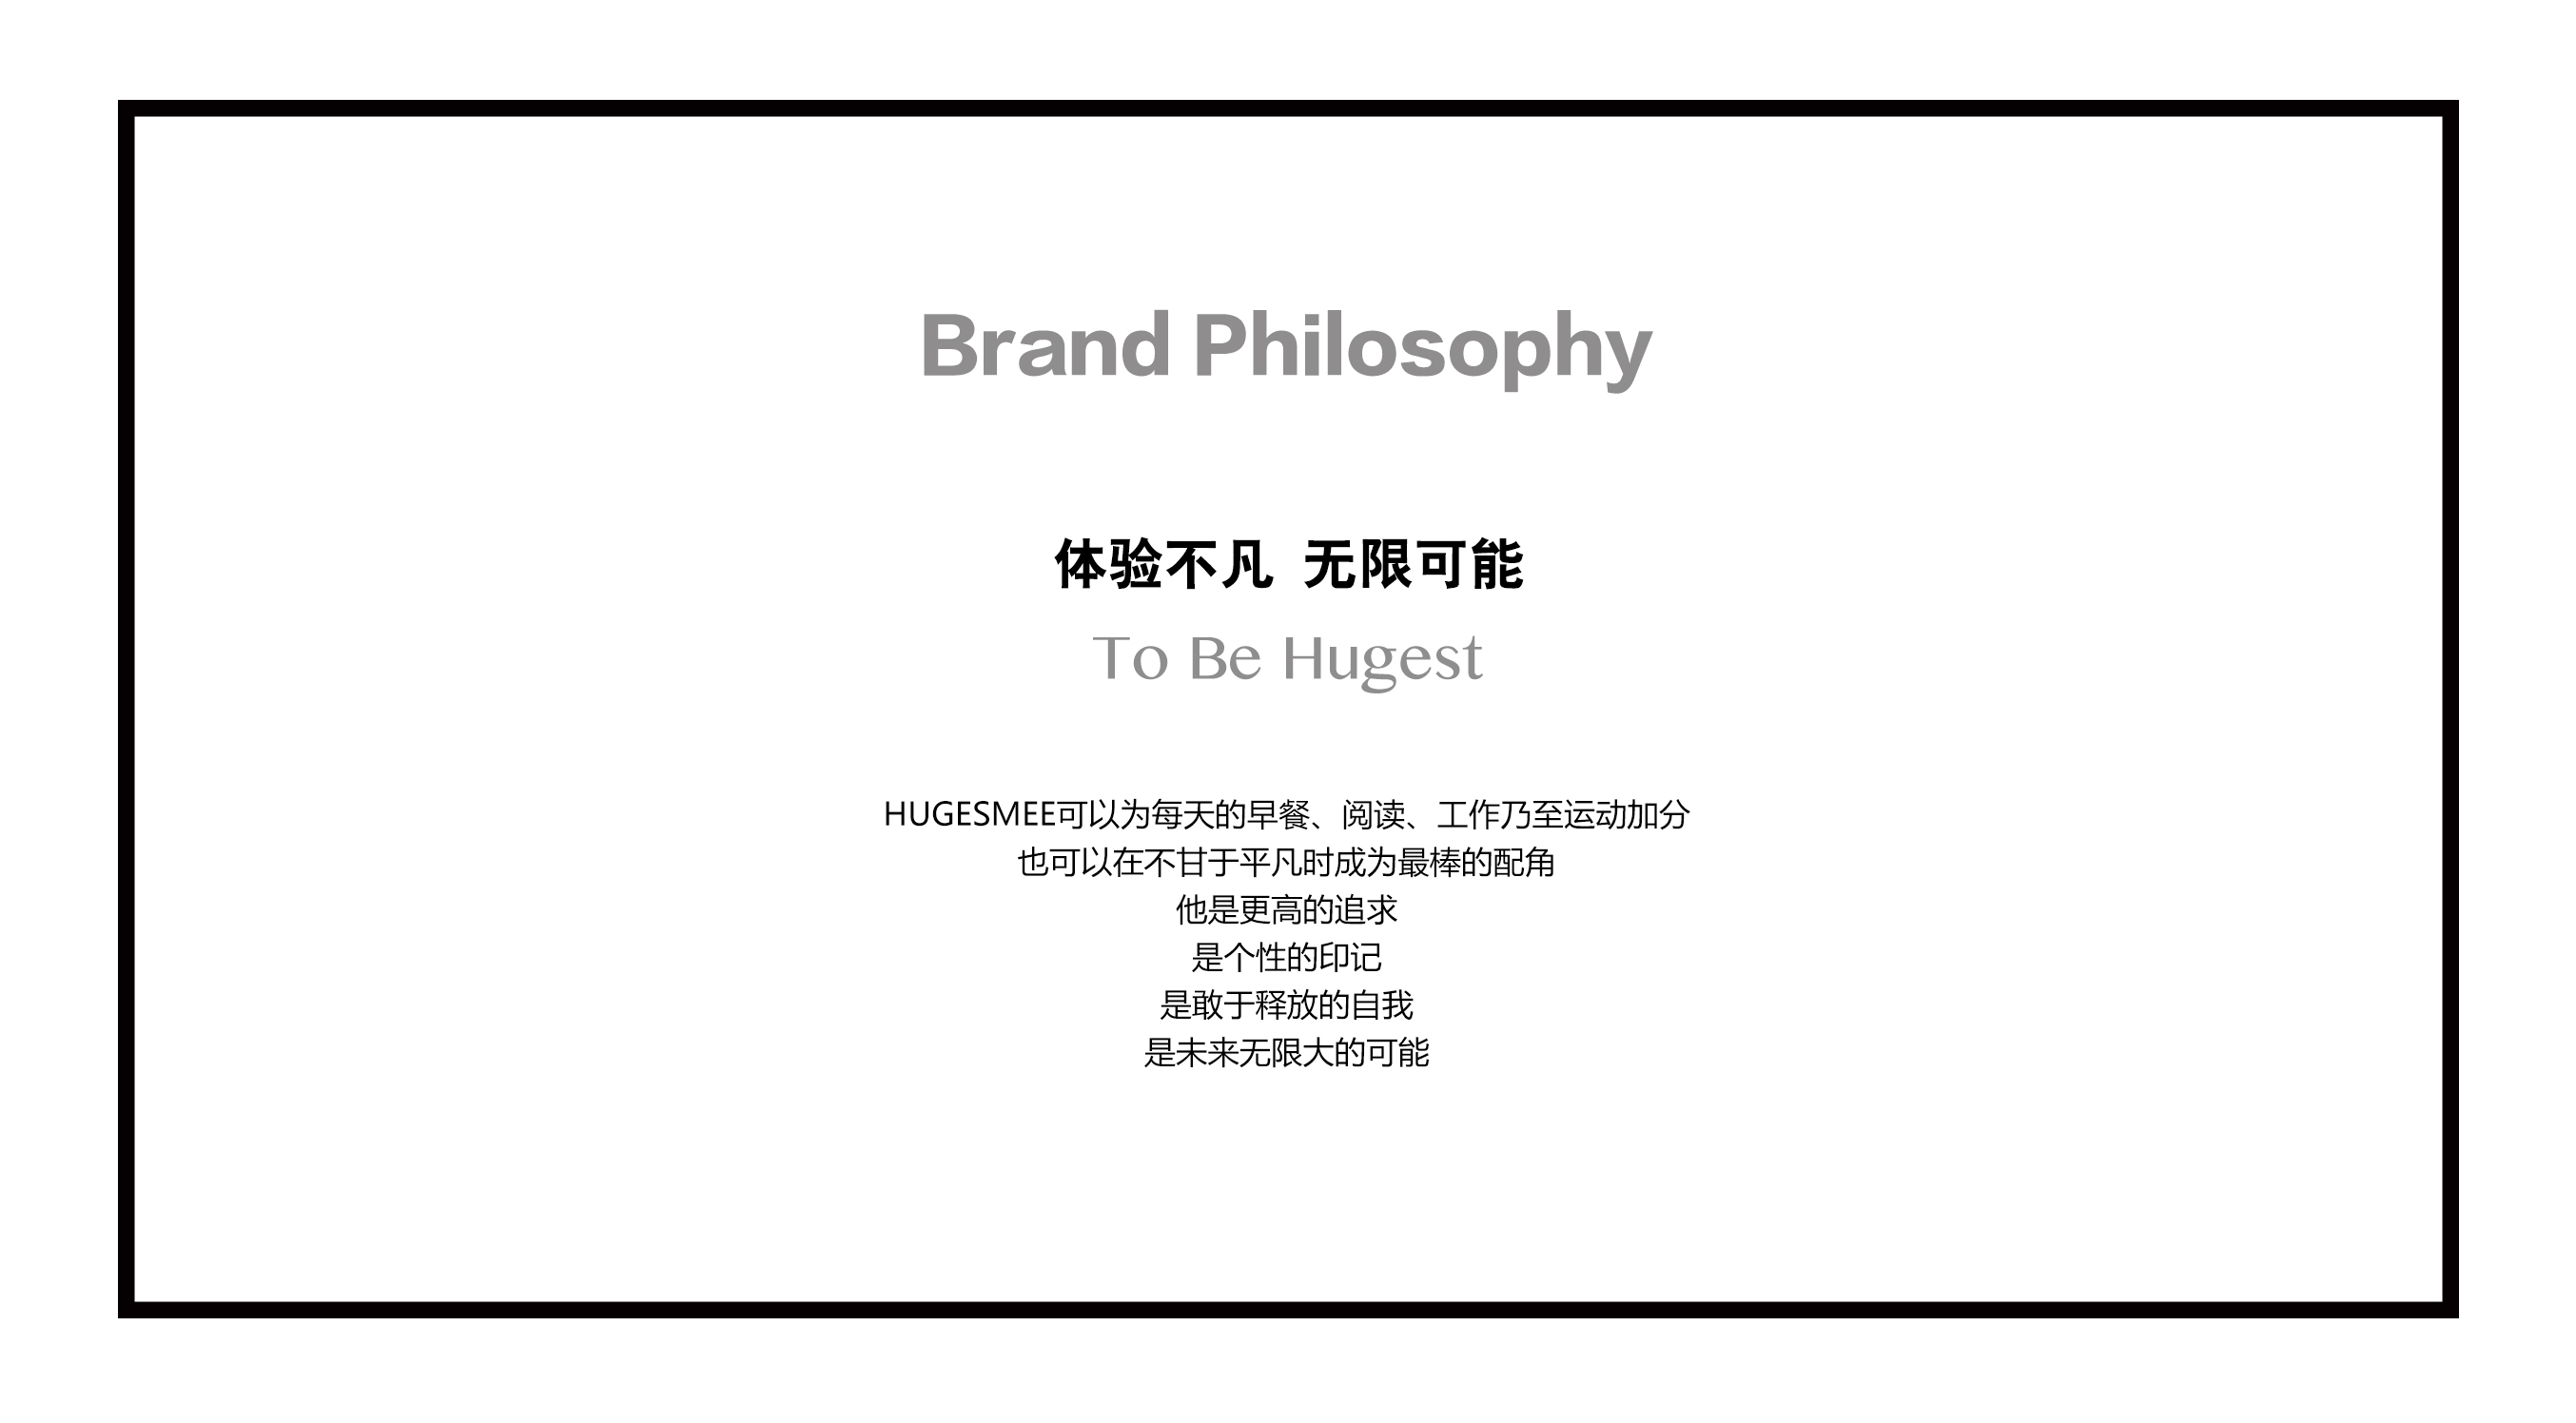 Brand Philosophy
体验不凡 无限可能
To Be Hugest
HUGESMEE可以为每天的早餐、阅读、工作乃至运动加分
也可以在不甘于平凡时成为最棒的配角
他是更高的追求
是个性的印记
是敢于释放的自我
是未来无限大的可能